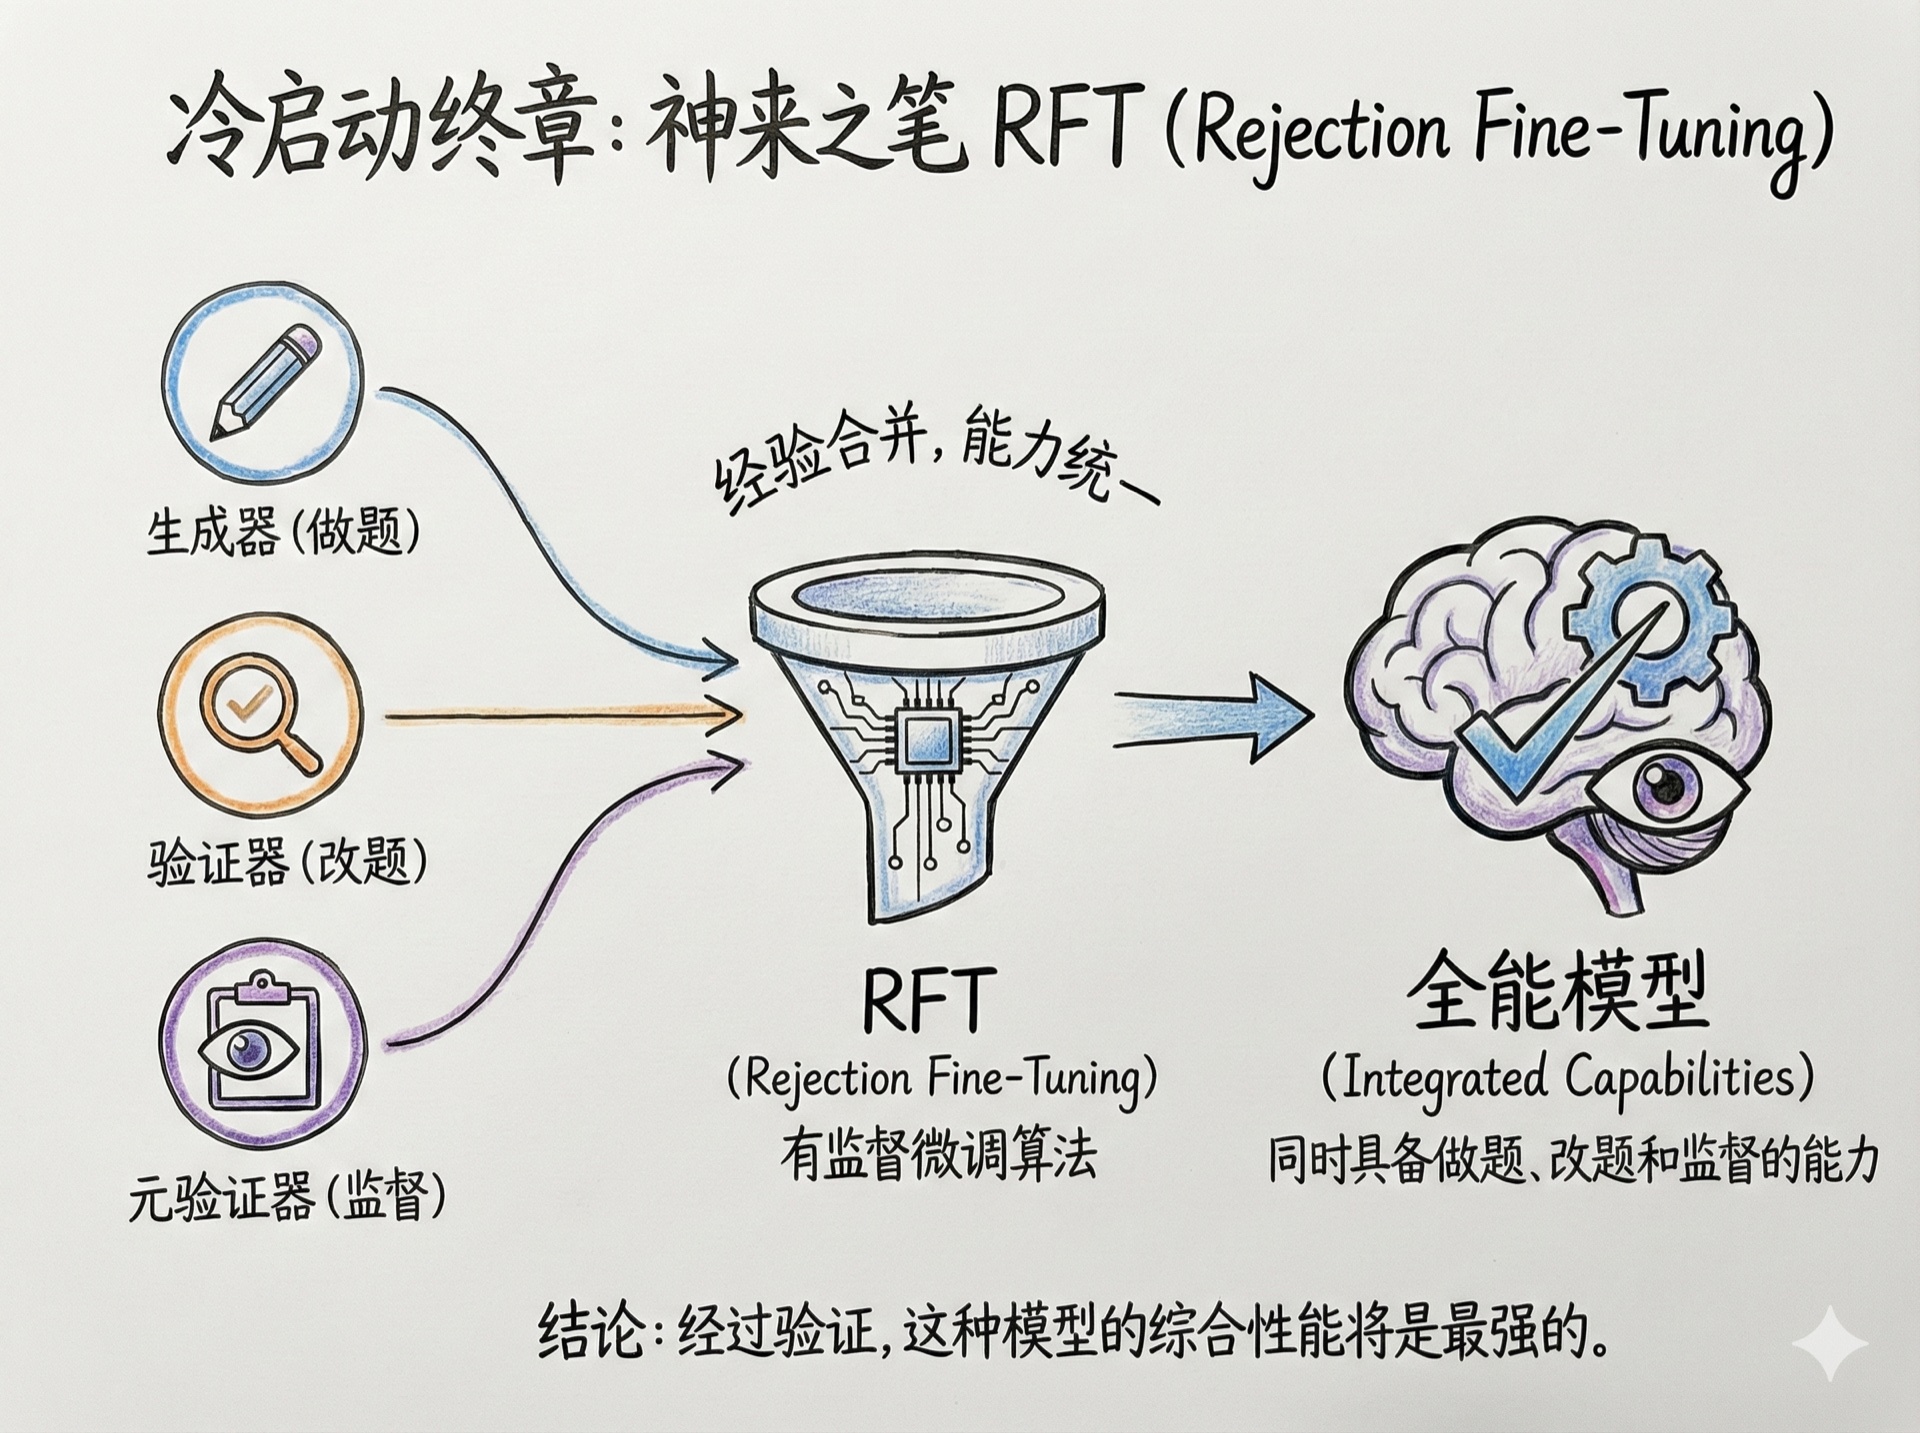 冷启动终章：神来之笔 RFT (Rejection Fine-Tuning)
生成器(做题)
验证器(改题)
元验证器(监督)
经验合并，能力统一
RFT
(Rejection Fine-Tuning)
有监督微调算法
全能模型
(Integrated Capabilities)
同时具备做题、改题和监督的能力
结论：经过验证，这种模型的综合性能将是最强的。